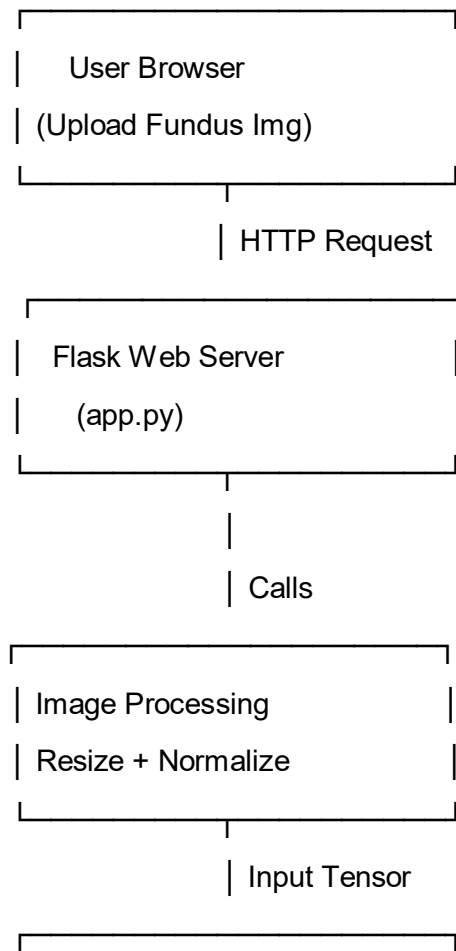 User Browser
(Upload Fundus Img)
HTTP Request
Flask Web Server
(app.py)
Calls
Image Processing
Resize + Normalize
Input Tensor